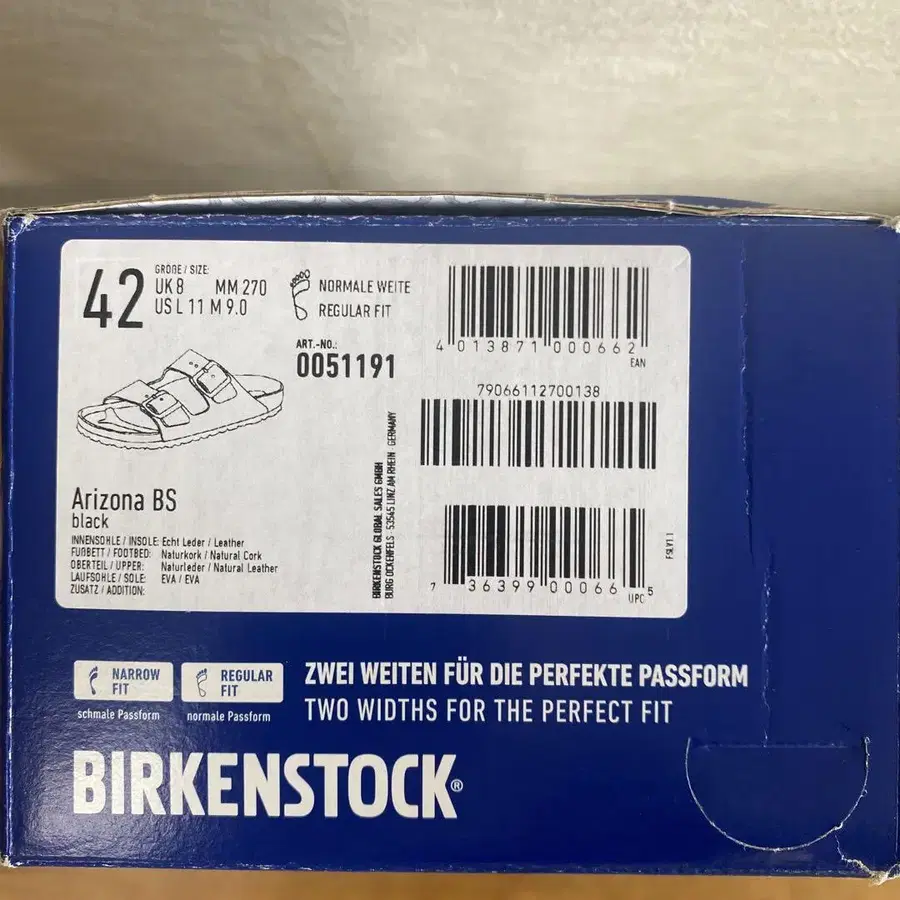 42
GRÖßE / SIZE:
UK 8 MM 270
US L 11 M 9.0
NORMALE WEITE
REGULAR FIT
ART.-NO.:
0051191
4 013871 000662
EAN
79066112700138
7 36399 00066 5
UPC
FSLV1.1
BIRKENSTOCK GLOBAL SALES GMBH
BURG OCKENFELS · 53545 LINZ AM RHEIN GERMANY
Arizona BS
black
INNENSOHLE / INSOLE: Echt Leder / Leather
FUßBETT / FOOTBED: Naturkork / Natural Cork
OBERTEIL / UPPER: Naturleder / Natural Leather
LAUFSOHLE / SOLE: EVA / EVA
ZUSATZ / ADDITION:
NARROW FIT
schmale Passform
REGULAR FIT
normale Passform
ZWEI WEITEN FÜR DIE PERFEKTE PASSFORM
TWO WIDTHS FOR THE PERFECT FIT
BIRKENSTOCK®